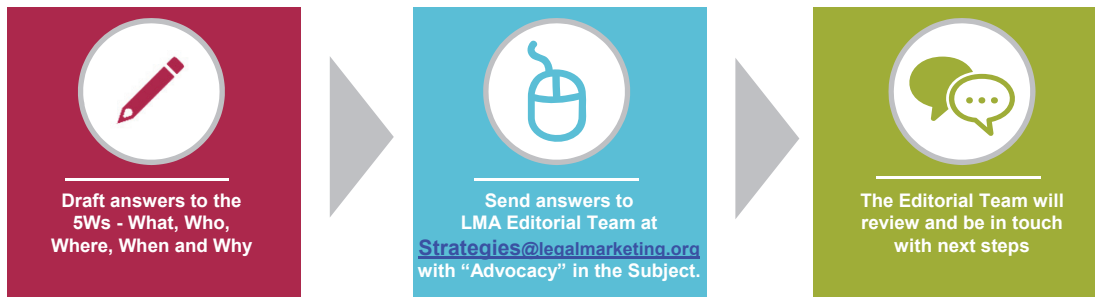 Draft answers to the
5Ws - What, Who,
Where, When and Why
Send answers to
LMA Editorial Team at
Strategies@legalmarketing.org
with “Advocacy” in the Subject.
The Editorial Team will
review and be in touch
with next steps